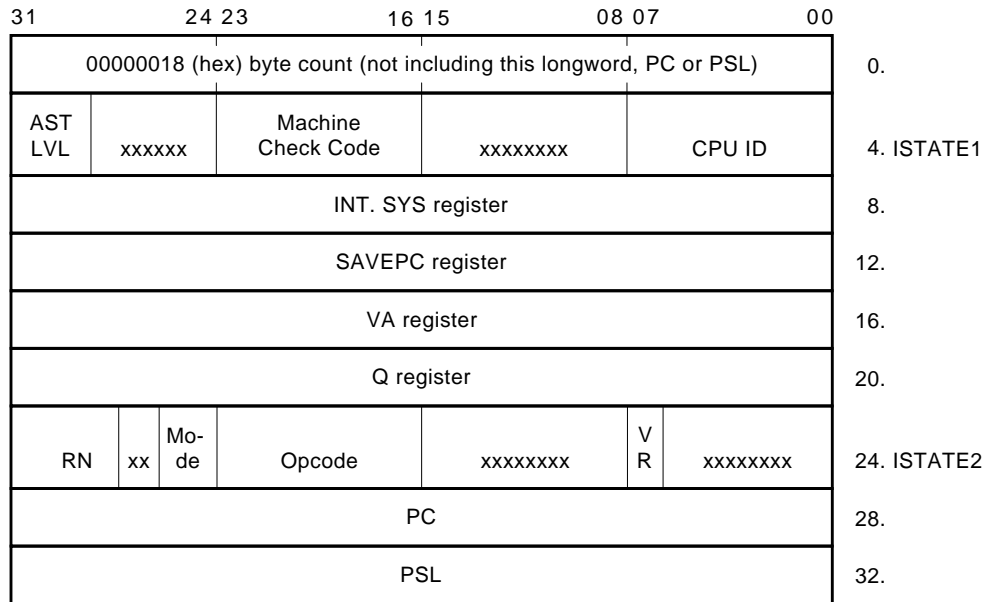 31 24 23 16 15 08 07 00
00000018 (hex) byte count (not including this longword, PC or PSL) 0.
AST
LVL xxxxxx Machine
Check Code xxxxxxxx CPU ID 4. ISTATE1
INT. SYS register 8.
SAVEPC register 12.
VA register 16.
Q register 20.
RN xx Mo-
de Opcode xxxxxxxx V
R xxxxxxxx 24. ISTATE2
PC 28.
PSL 32.